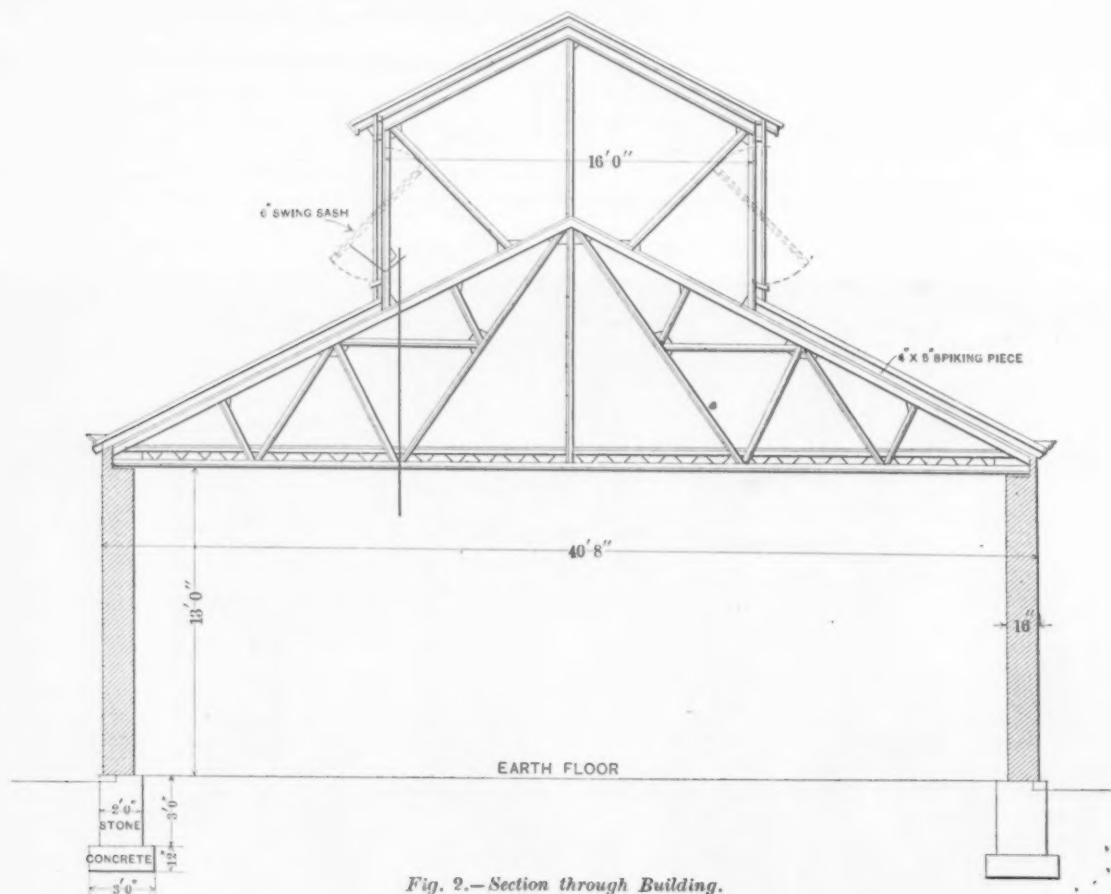 16'0"
6" SWING SASH
4" X 8" SPIKING PIECE
40'8"
13'0"
16"
EARTH FLOOR
2'0"
STONE
3'0"
CONCRETE
12"
3'0"
Fig. 2.—Section through Building.